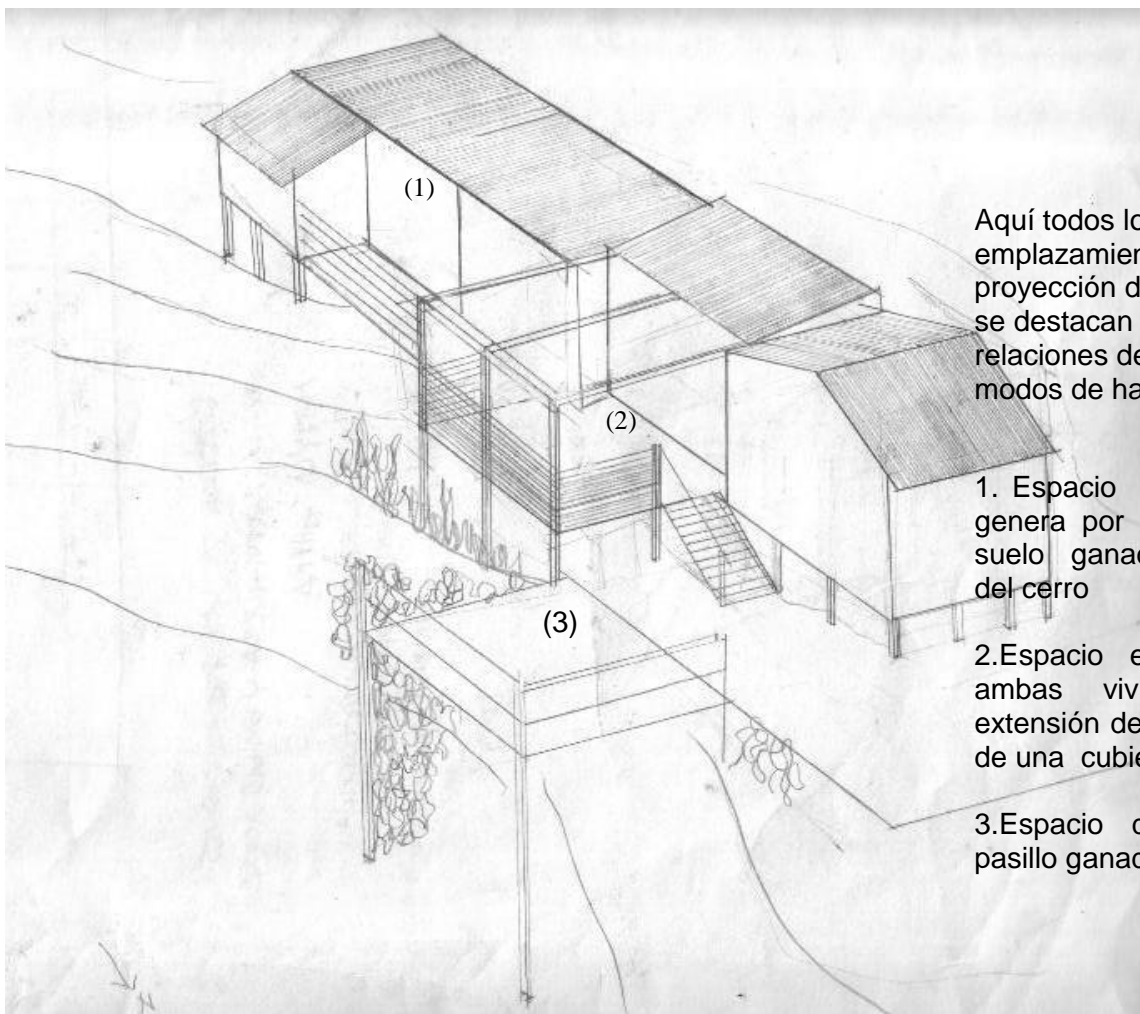 (1)
(2)
(3)
Aquí todos
emplazamien
proyección d
se destacan
relaciones de
modos de ha
1. Espacio
genera por
suelo ganad
del cerro
2.Espacio e
ambas viv
extensión de
de una cubie
3.Espacio
pasillo ganad